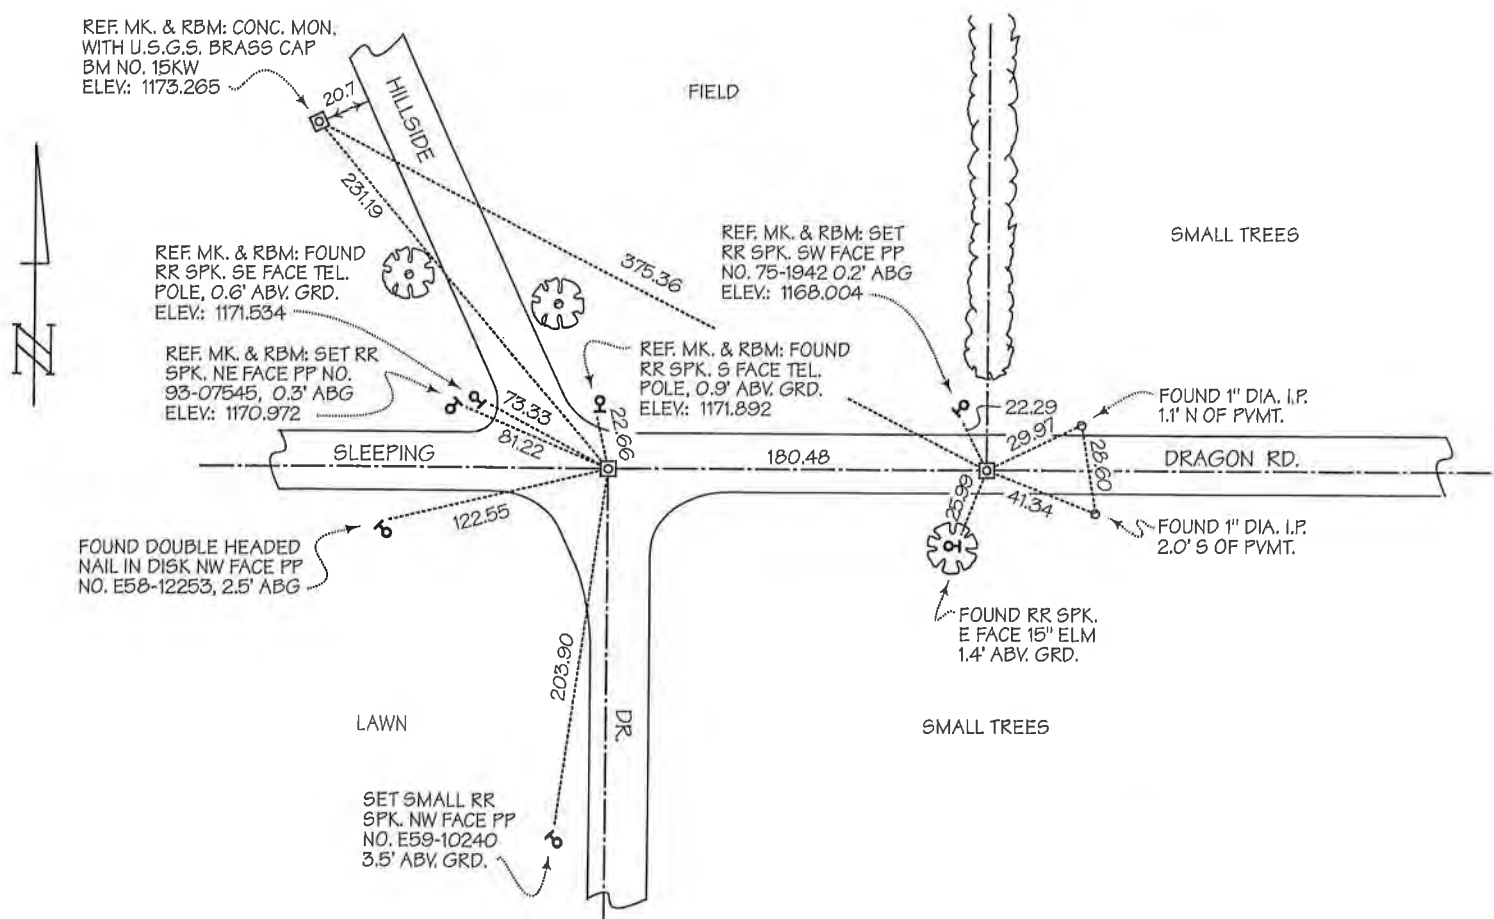 REF. MK. & RBM: CONC. MON.
WITH U.S.G.S. BRASS CAP
BM NO. 15KW
ELEV.: 1173.265
20.7
HILLSIDE
FIELD
231.19
375.36
REF. MK. & RBM: SET
RR SPK. SW FACE PP
NO. 75-1942 0.2' ABG
ELEV.: 1168.004
SMALL TREES
REF. MK. & RBM: FOUND
RR SPK. SE FACE TEL.
POLE, 0.6' ABV. GRD.
ELEV.: 1171.534
REF. MK. & RBM: SET RR
SPK. NE FACE PP NO.
93-07545, 0.3' ABG
ELEV.: 1170.972
REF. MK. & RBM: FOUND
RR SPK. S FACE TEL.
POLE, 0.9' ABV. GRD.
ELEV.: 1171.892
73.33
81.22
22.66
22.29
29.97
28.60
FOUND 1" DIA. I.P.
1.1' N OF PVMT.
SLEEPING
180.48
DRAGON RD.
N
122.55
25.99
41.34
FOUND 1" DIA. I.P.
2.0' S OF PVMT.
FOUND DOUBLE HEADED
NAIL IN DISK NW FACE PP
NO. E58-12253, 2.5' ABG
FOUND RR SPK.
E FACE 15" ELM
1.4' ABV. GRD.
203.90
LAWN
DR.
SMALL TREES
SET SMALL RR
SPK. NW FACE PP
NO. E59-10240
3.5' ABV. GRD.